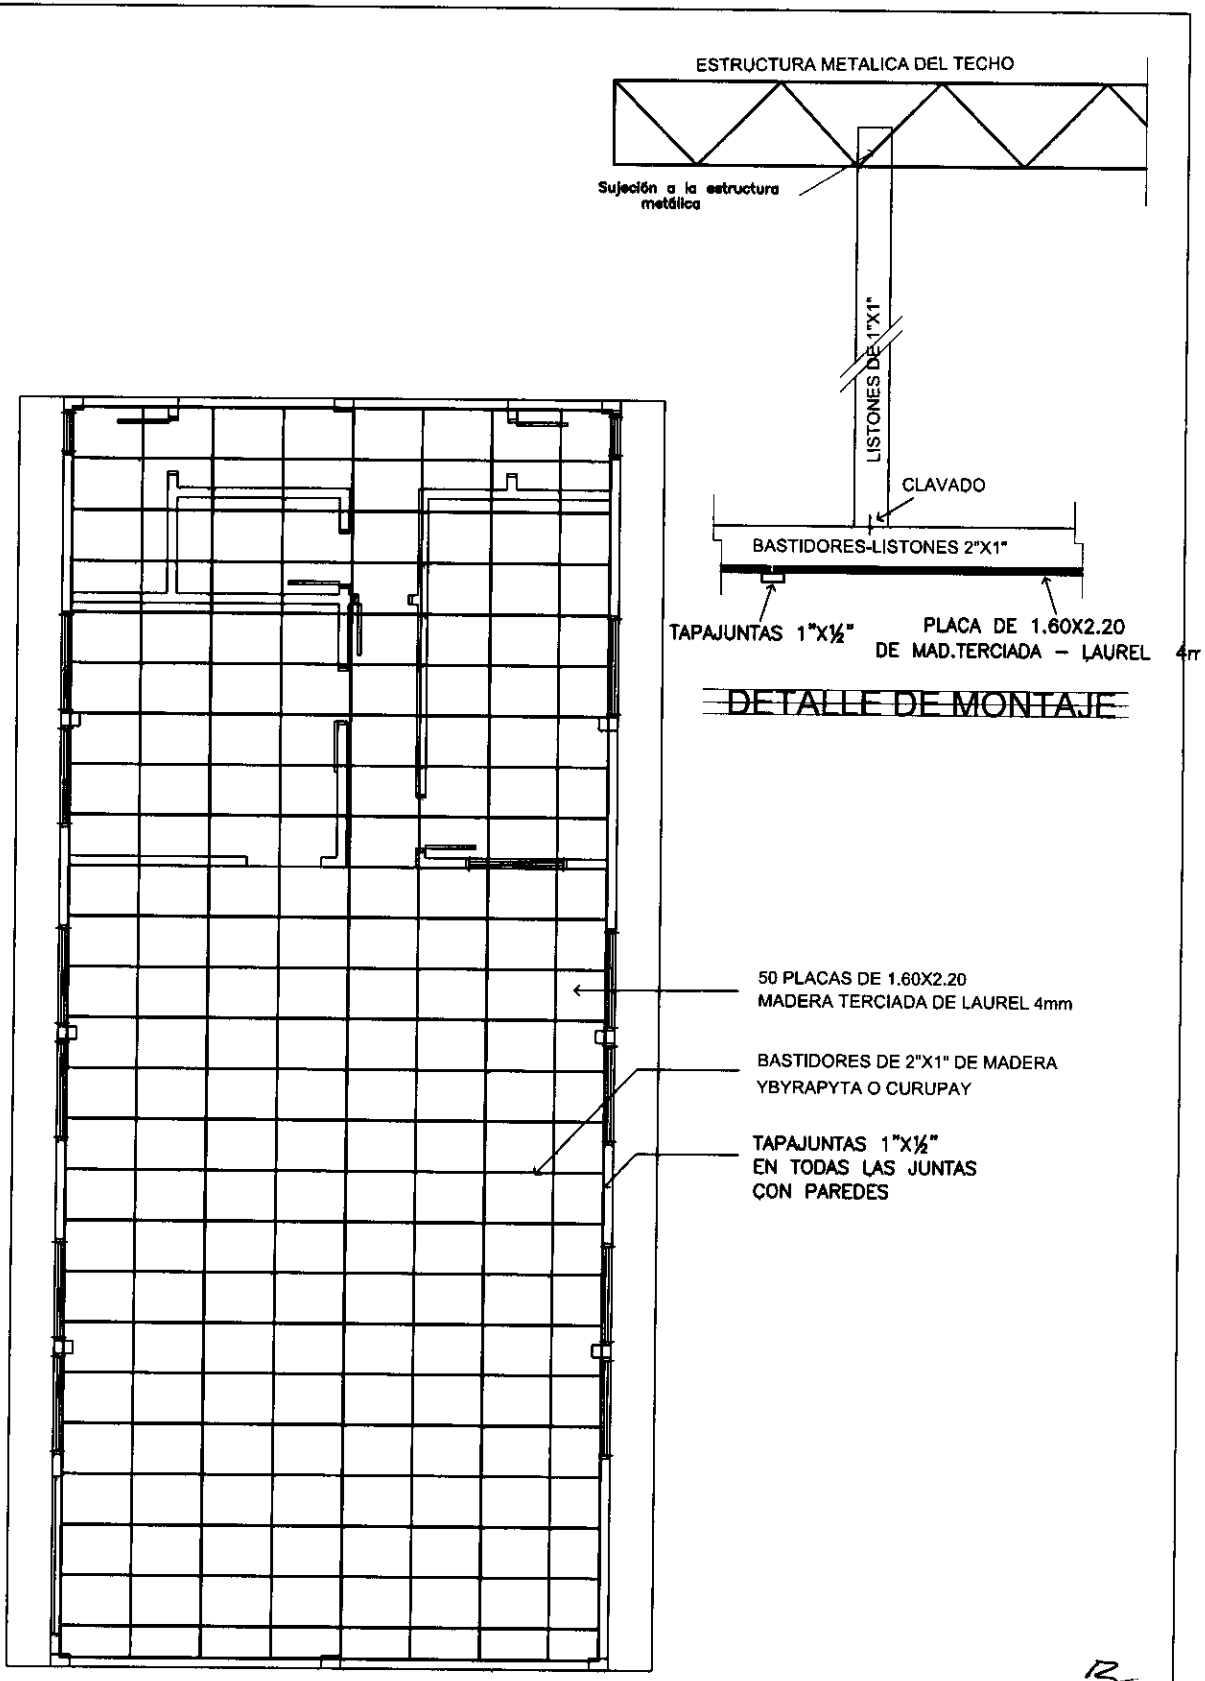 ESTRUCTURA METALICA DEL TECHO
Sujeción a la estructura
metálica
LISTONES DE 1"X1"
CLAVADO
BASTIDORES-LISTONES 2"X1"
TAPAJUNTAS 1"X½"
PLACA DE 1.60X2.20
DE MAD.TERCIADA – LAUREL 4m
DETALLE DE MONTAJE
50 PLACAS DE 1.60X2.20
MADERA TERCIADA DE LAUREL 4mm
BASTIDORES DE 2"X1" DE MADERA
YBYRAPYTA O CURUPAY
TAPAJUNTAS 1"X½"
EN TODAS LAS JUNTAS
CON PAREDES